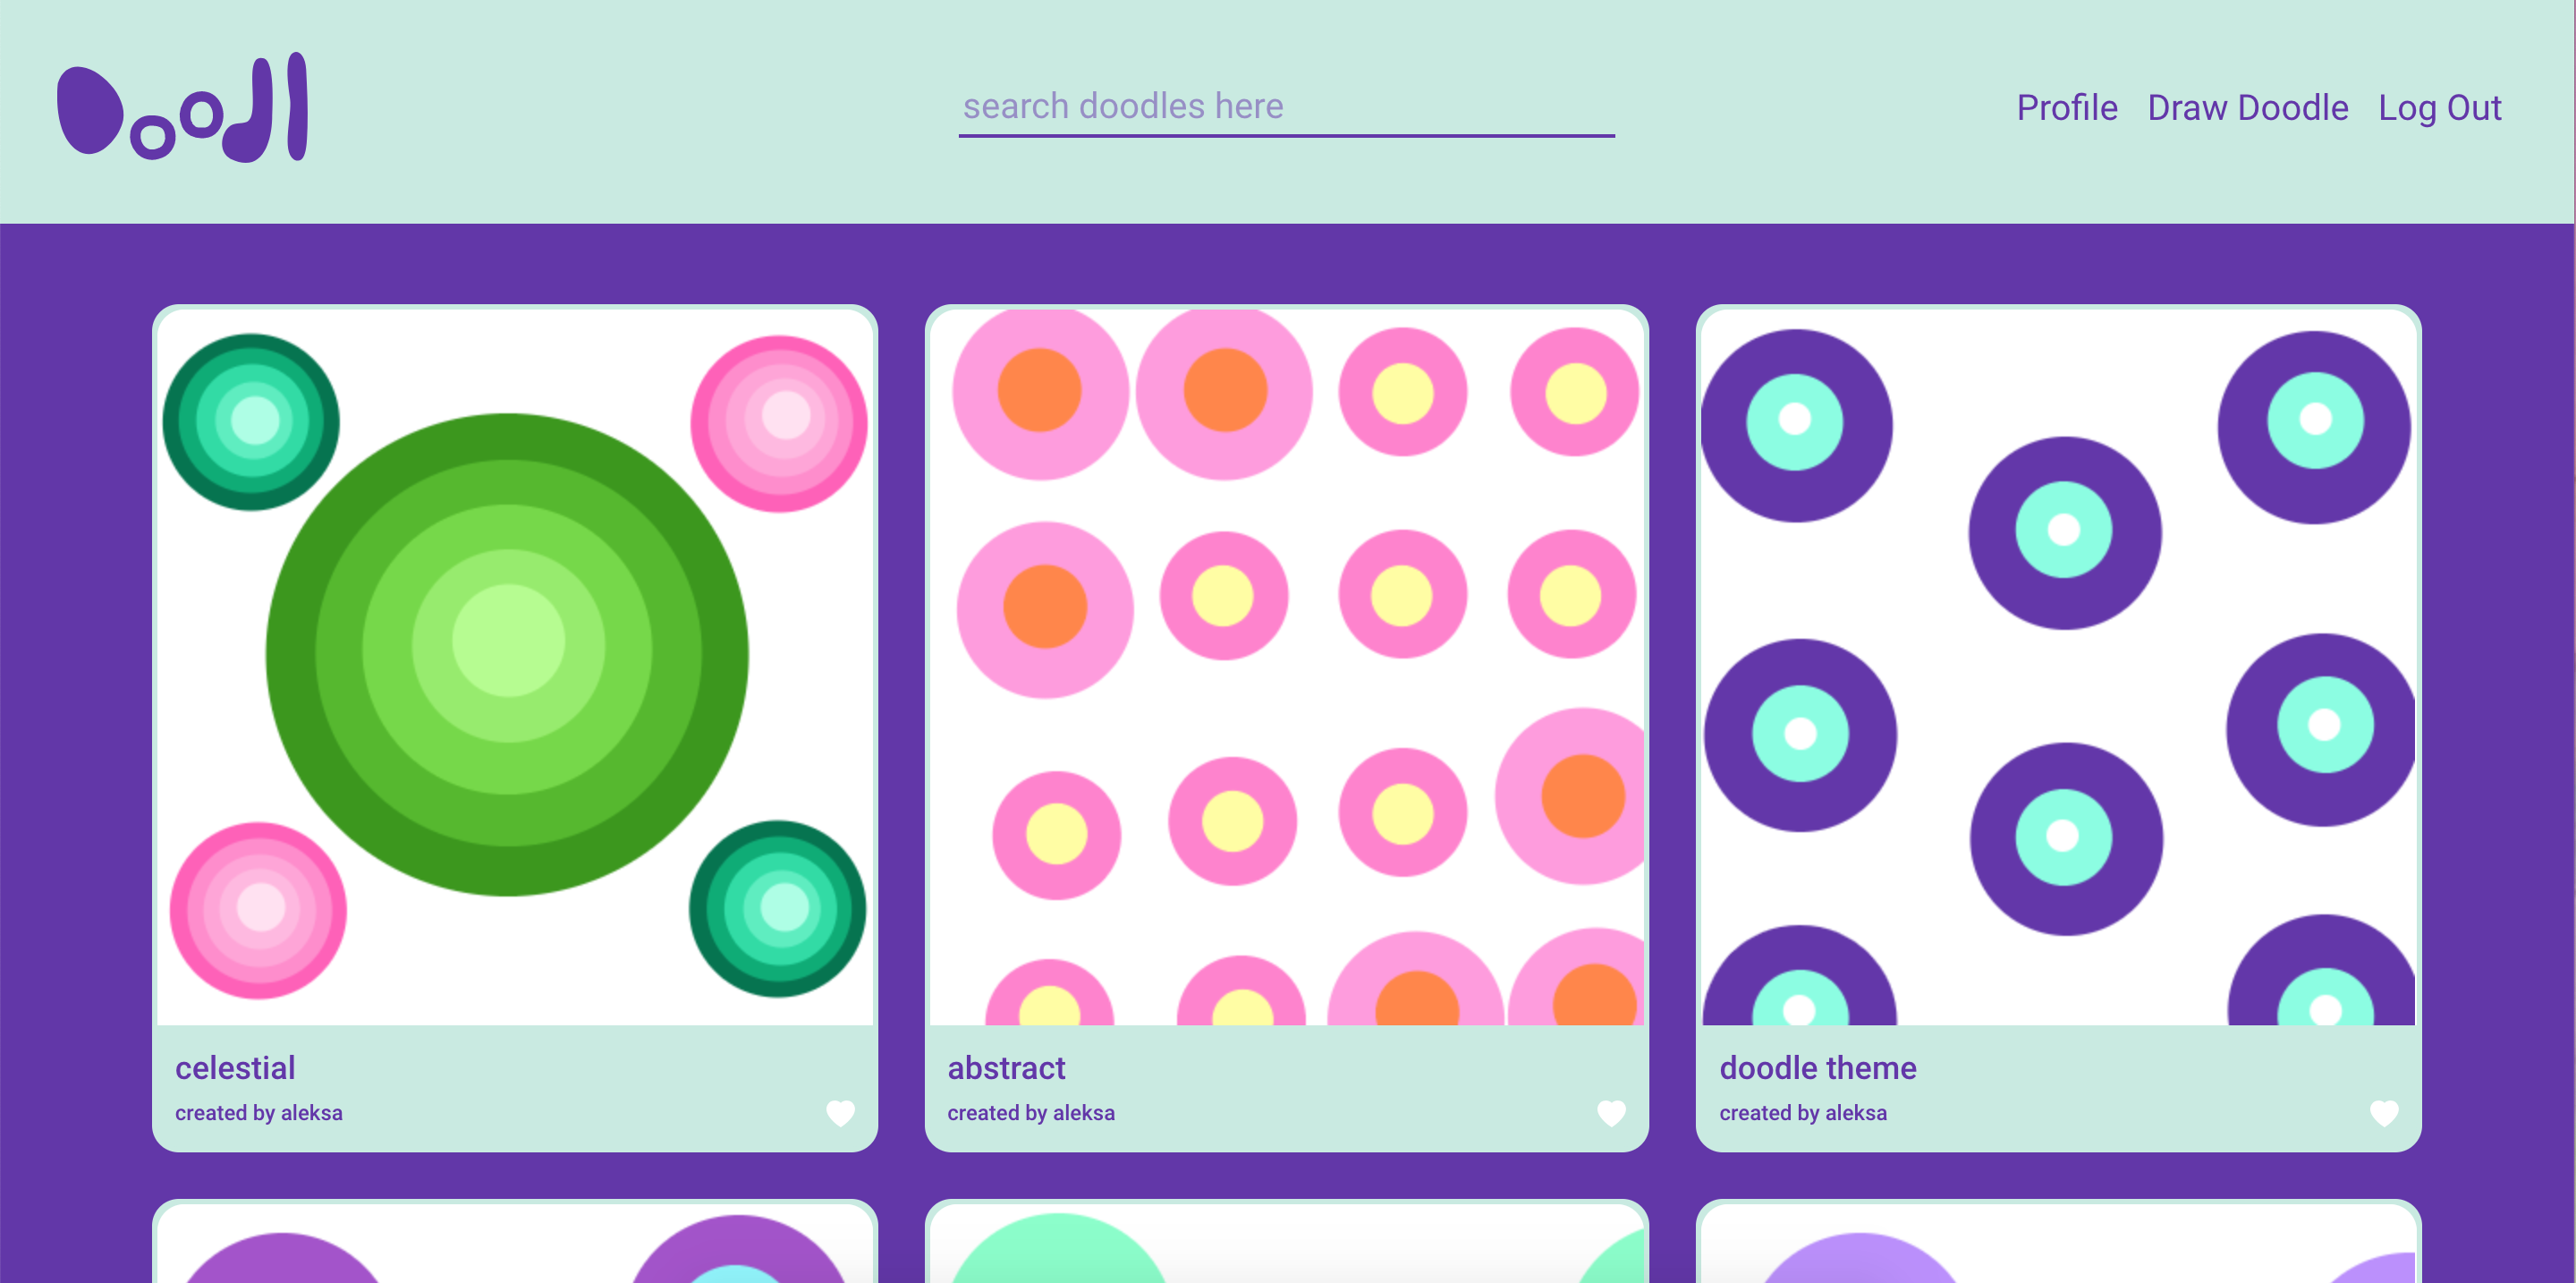 Doodl
search doodles here
Profile Draw Doodle Log Out
celestial
created by aleksa
abstract
created by aleksa
doodle theme
created by aleksa